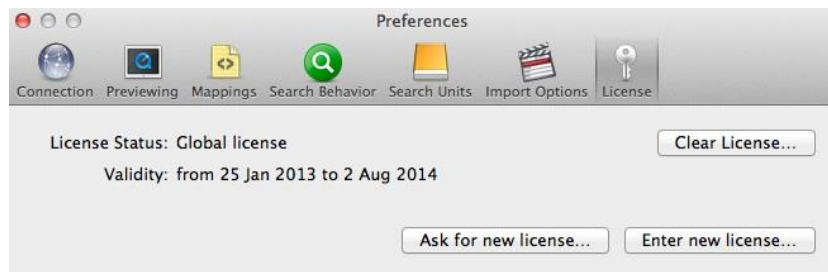 Preferences
Connection Previewing Mappings Search Behavior Search Units Import Options License
License Status: Global license
Clear License...
Validity: from 25 Jan 2013 to 2 Aug 2014
Ask for new license... Enter new license...